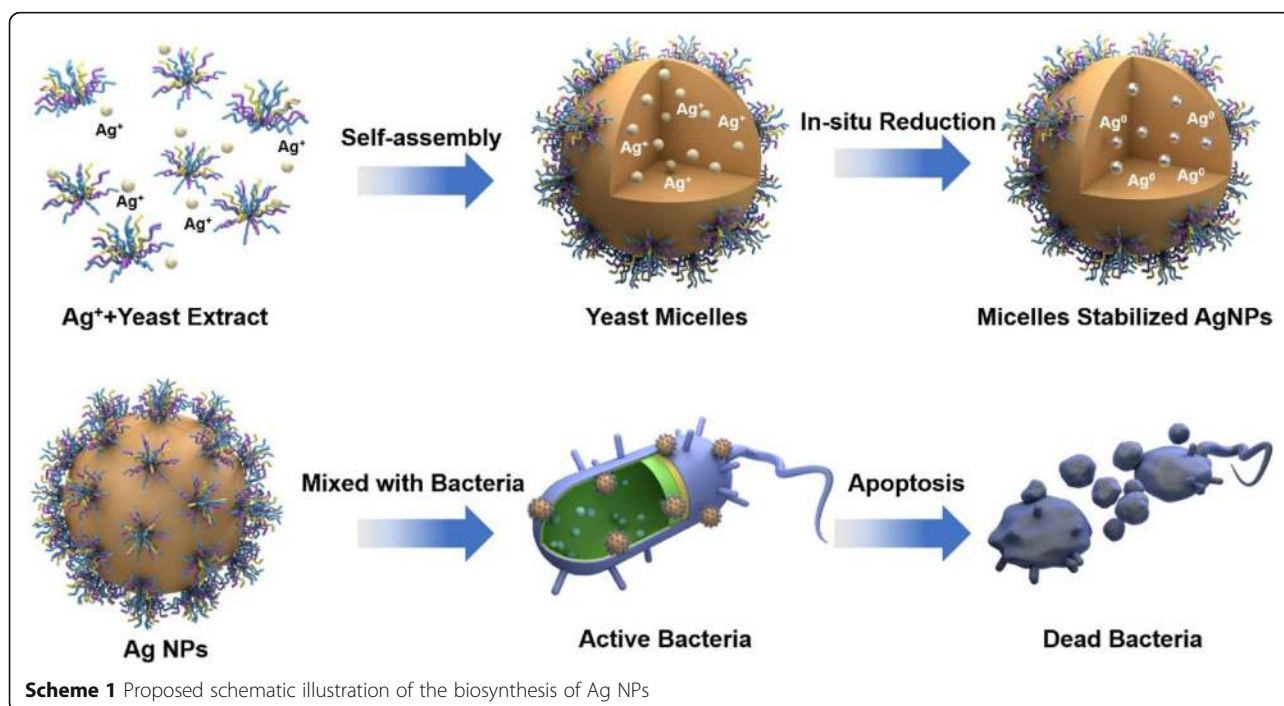 Ag⁺
Ag⁺
Ag⁺
Ag⁺
Ag⁺+Yeast Extract
Self-assembly
Ag⁺
Ag⁺
Ag⁺
Ag⁺
Yeast Micelles
In-situ Reduction
Ag⁰
Ag⁰
Ag⁰
Ag⁰
Micelles Stabilized AgNPs
Ag NPs
Mixed with Bacteria
Active Bacteria
Apoptosis
Dead Bacteria
Scheme 1 Proposed schematic illustration of the biosynthesis of Ag NPs